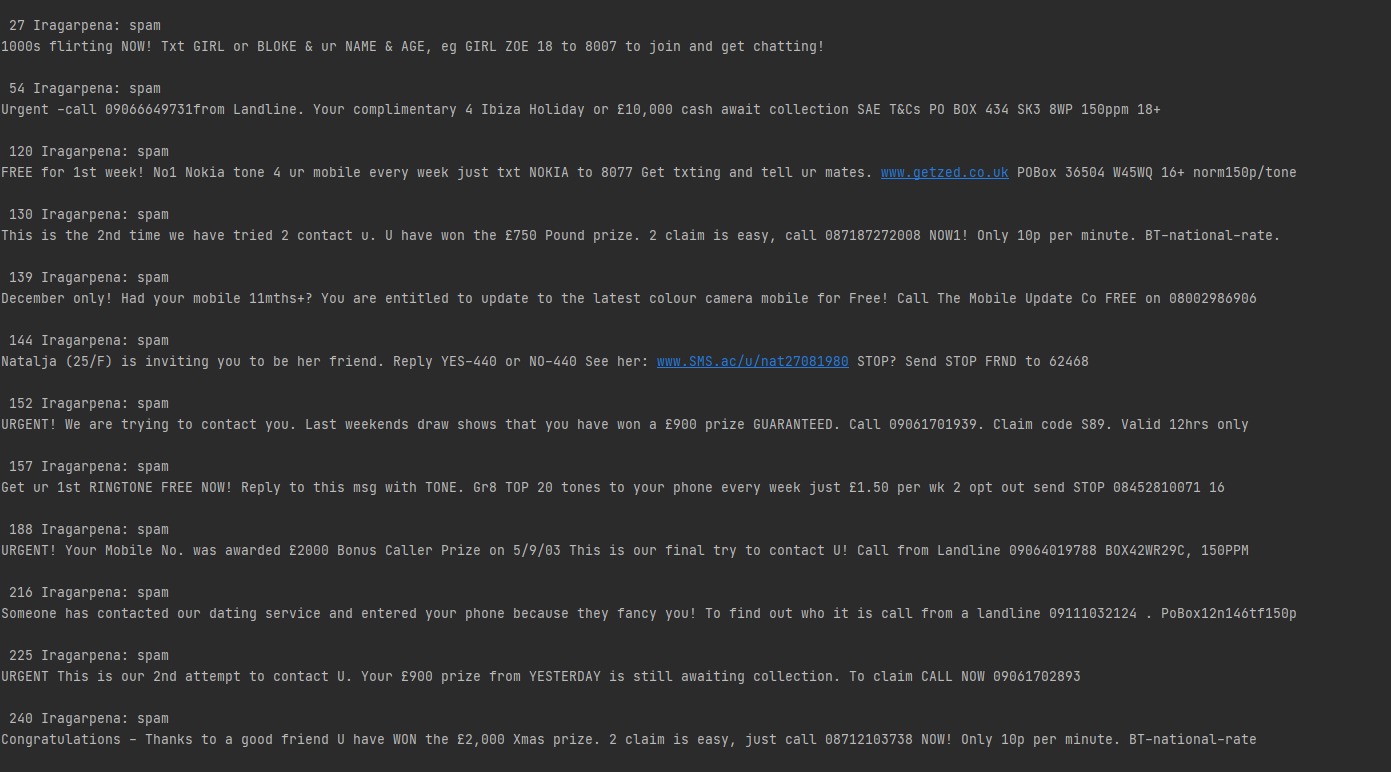 27 Iragarpena: spam
1000s flirting NOW! Txt GIRL or BLOKE & ur NAME & AGE, eg GIRL ZOE 18 to 8007 to join and get chatting!
54 Iragarpena: spam
Urgent -call 09066649731from Landline. Your complimentary 4 Ibiza Holiday or £10,000 cash await collection SAE T&Cs PO BOX 434 SK3 8WP 150ppm 18+
120 Iragarpena: spam
FREE for 1st week! No1 Nokia tone 4 ur mobile every week just txt NOKIA to 8077 Get txting and tell ur mates. www.getzed.co.uk POBox 36504 W45WQ 16+ norm150p/tone
130 Iragarpena: spam
This is the 2nd time we have tried 2 contact u. U have won the £750 Pound prize. 2 claim is easy, call 087187272008 NOW1! Only 10p per minute. BT-national-rate.
139 Iragarpena: spam
December only! Had your mobile 11mths+? You are entitled to update to the latest colour camera mobile for Free! Call The Mobile Update Co FREE on 08002986906
144 Iragarpena: spam
Natalja (25/F) is inviting you to be her friend. Reply YES-440 or NO-440 See her: www.SMS.ac/u/nat27081980 STOP? Send STOP FRND to 62468
152 Iragarpena: spam
URGENT! We are trying to contact you. Last weekends draw shows that you have won a £900 prize GUARANTEED. Call 09061701939. Claim code S89. Valid 12hrs only
157 Iragarpena: spam
Get ur 1st RINGTONE FREE NOW! Reply to this msg with TONE. Gr8 TOP 20 tones to your phone every week just £1.50 per wk 2 opt out send STOP 08452810071 16
188 Iragarpena: spam
URGENT! Your Mobile No. was awarded £2000 Bonus Caller Prize on 5/9/03 This is our final try to contact U! Call from Landline 09064019788 BOX42WR29C, 150PPM
216 Iragarpena: spam
Someone has contacted our dating service and entered your phone because they fancy you! To find out who it is call from a landline 09111032124 . PoBox12n146tf150p
225 Iragarpena: spam
URGENT This is our 2nd attempt to contact U. Your £900 prize from YESTERDAY is still awaiting collection. To claim CALL NOW 09061702893
240 Iragarpena: spam
Congratulations - Thanks to a good friend U have WON the £2,000 Xmas prize. 2 claim is easy, just call 08712103738 NOW! Only 10p per minute. BT-national-rate